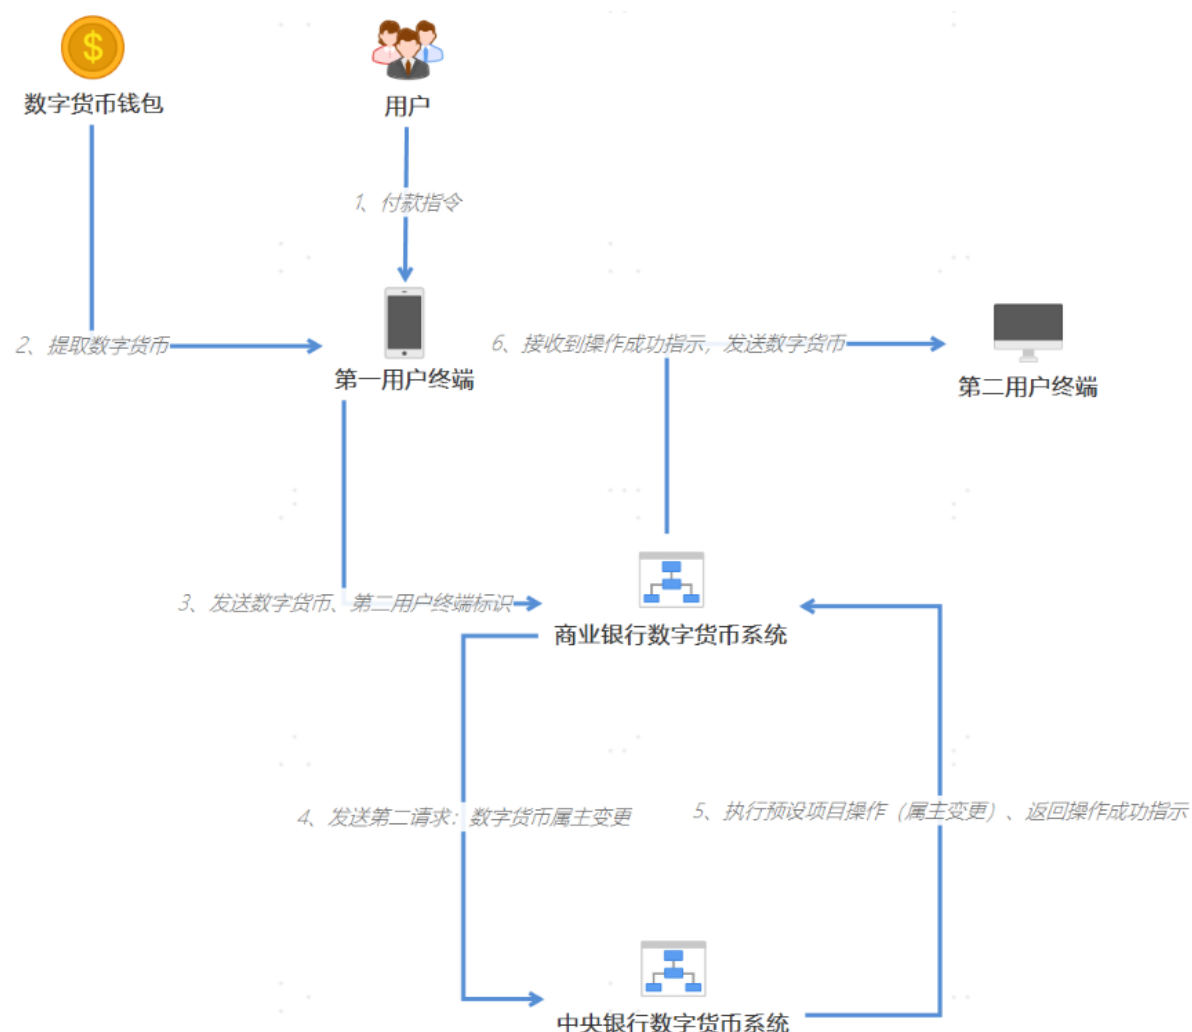 $
数字货币钱包
用户
1、付款指令
2、提取数字货币
第一用户终端
6、接收到操作成功指示，发送数字货币
第二用户终端
3、发送数字货币、第二用户终端标识
商业银行数字货币系统
4、发送第二请求：数字货币属主变更
5、执行预设项目操作（属主变更）、返回操作成功指示
中央银行数字货币系统